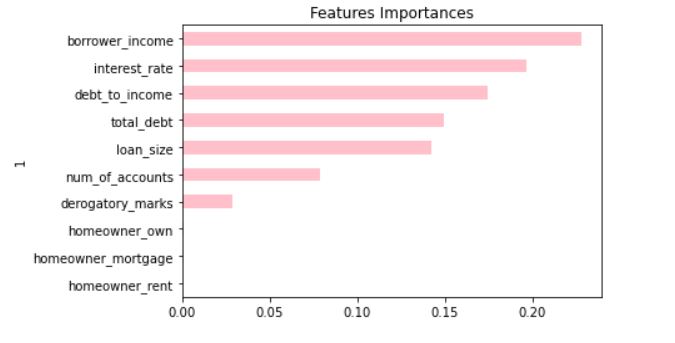 Features Importances
borrower_income
interest_rate
debt_to_income
total_debt
loan_size
num_of_accounts
derogatory_marks
homeowner_own
homeowner_mortgage
homeowner_rent
1
0.00 0.05 0.10 0.15 0.20